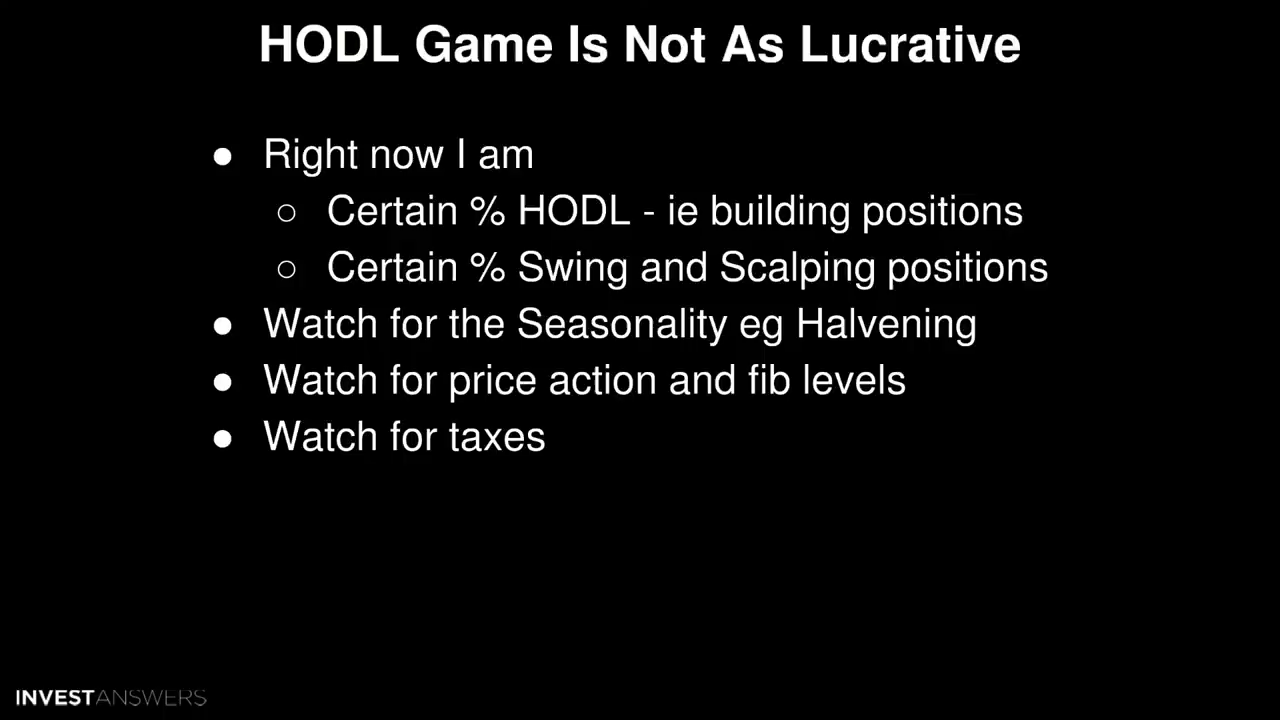 HODL Game Is Not As Lucrative
● Right now I am
○ Certain % HODL - ie building positions
○ Certain % Swing and Scalping positions
● Watch for the Seasonality eg Halvening
● Watch for price action and fib levels
● Watch for taxes
INVESTANSWERS